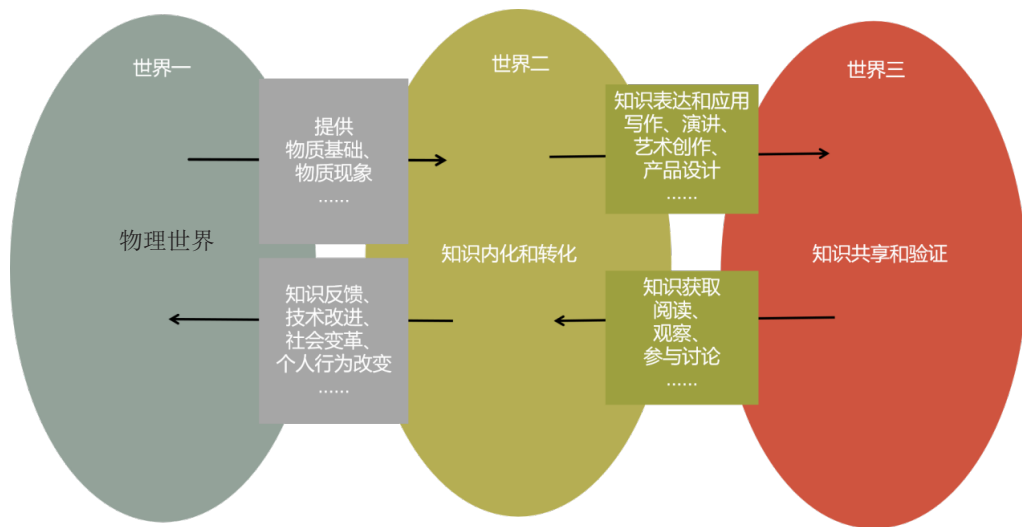 世界一
世界二
世界三
提供
物质基础、
物质现象
……
知识表达和应用
写作、演讲、
艺术创作、
产品设计
……
物理世界
知识内化和转化
知识共享和验证
知识反馈、
技术改进、
社会变革、
个人行为改变
……
知识获取
阅读、
观察、
参与讨论
……